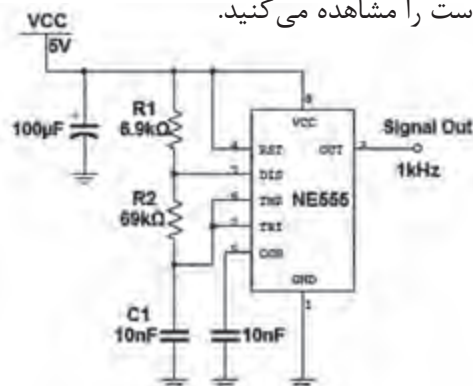 ست را مشاهده می‌کنید.
VCC
5V
100µF
R1
6.9kΩ
R2
69kΩ
C1
10nF
10nF
8
VCC
4
RST
OUT
3
Signal Out
1kHz
7
DIS
6
NE555
2
TRI
5
CON
GND
1